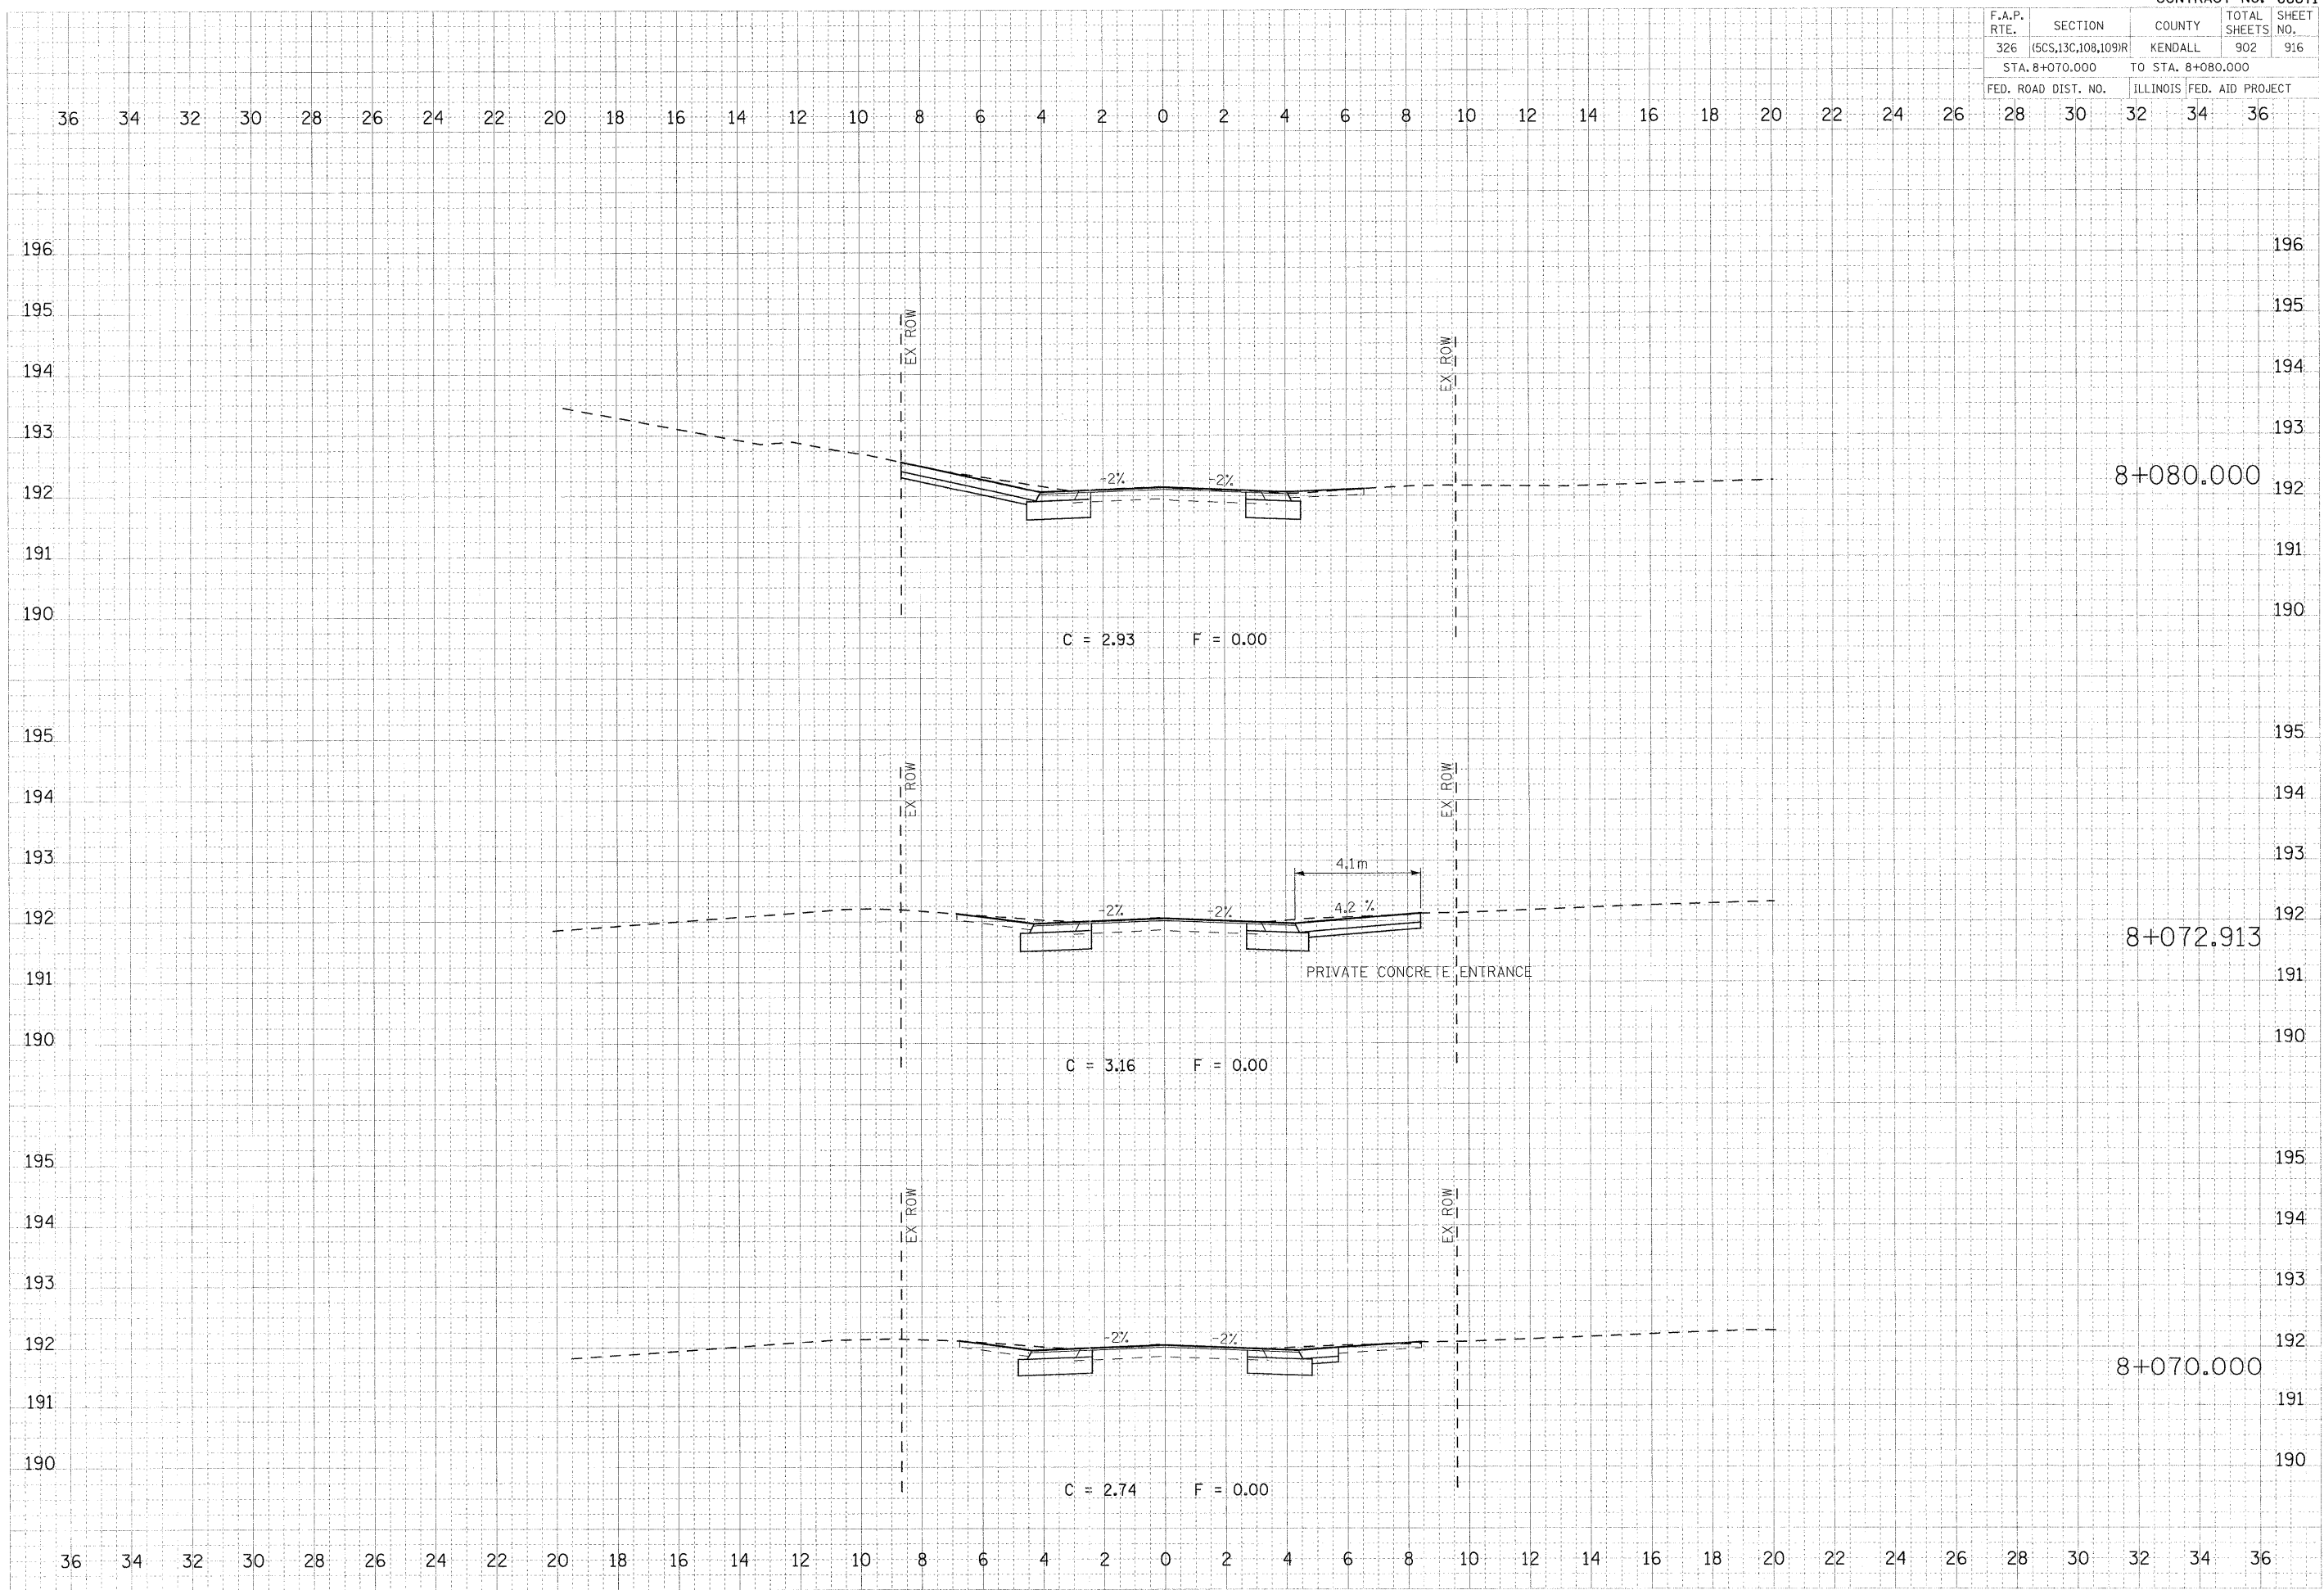 CONTRACT NO.
F.A.P. RTE. SECTION COUNTY TOTAL SHEETS SHEET NO.
326 (5CS,13C,108,109)R KENDALL 902 916
STA. 8+070.000 TO STA. 8+080.000
FED. ROAD DIST. NO. ILLINOIS FED. AID PROJECT
36 34 32 30 28 26 24 22 20 18 16 14 12 10 8 6 4 2 0 2 4 6 8 10 12 14 16 18 20 22 24 26 28 30 32 34 36
196 196
195 195
EX ROW EX ROW
194 194
193 193
-2% -2%
8+080.000
192 192
191 191
190 190
C = 2.93 F = 0.00
195 195
EX ROW EX ROW
194 194
193 193
4.1m
192 -2% -2% 4.2 % 192
8+072.913
PRIVATE CONCRETE ENTRANCE
191 191
190 190
C = 3.16 F = 0.00
195 195
EX ROW EX ROW
194 194
193 193
192 -2% -2% 192
8+070.000
191 191
190 190
C = 2.74 F = 0.00
36 34 32 30 28 26 24 22 20 18 16 14 12 10 8 6 4 2 0 2 4 6 8 10 12 14 16 18 20 22 24 26 28 30 32 34 36